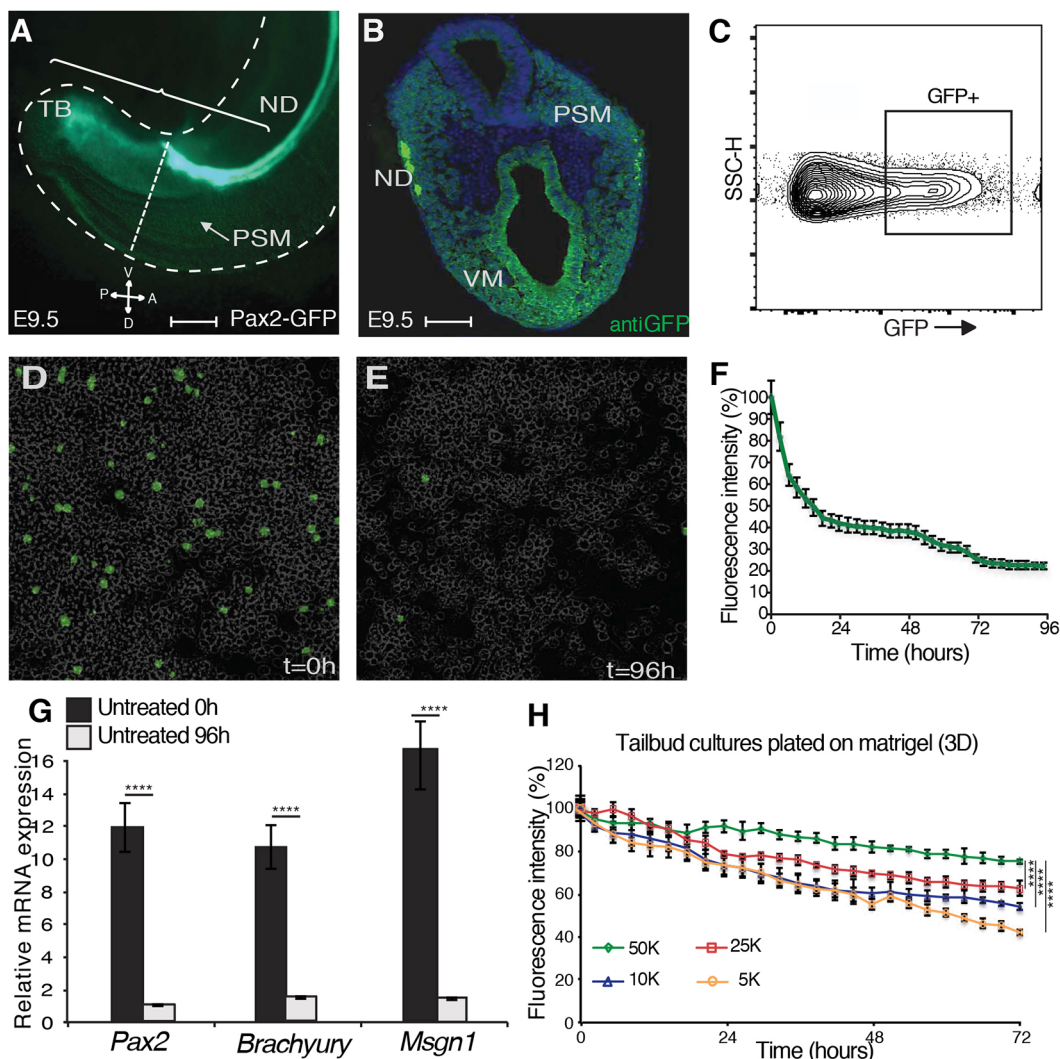 A
TB
ND
PSM
V
P
A
D
E9.5
Pax2-GFP
B
PSM
ND
VM
E9.5
antiGFP
C
GFP+
SSC-H
GFP
D
t=0h
E
t=96h
F
Fluorescence intensity (%)
100
90
80
70
60
50
40
30
20
10
0
0 24 48 72 96
Time (hours)
G
Untreated 0h
Untreated 96h
Relative mRNA expression
16
14
12
10
8
6
4
2
0
****
****
****
Pax2 Brachyury Msgn1
H
Tailbud cultures plated on matrigel (3D)
Fluorescence intensity (%)
120
100
80
60
40
20
0
50K 25K
10K 5K
****
****
****
0 24 48 72
Time (hours)